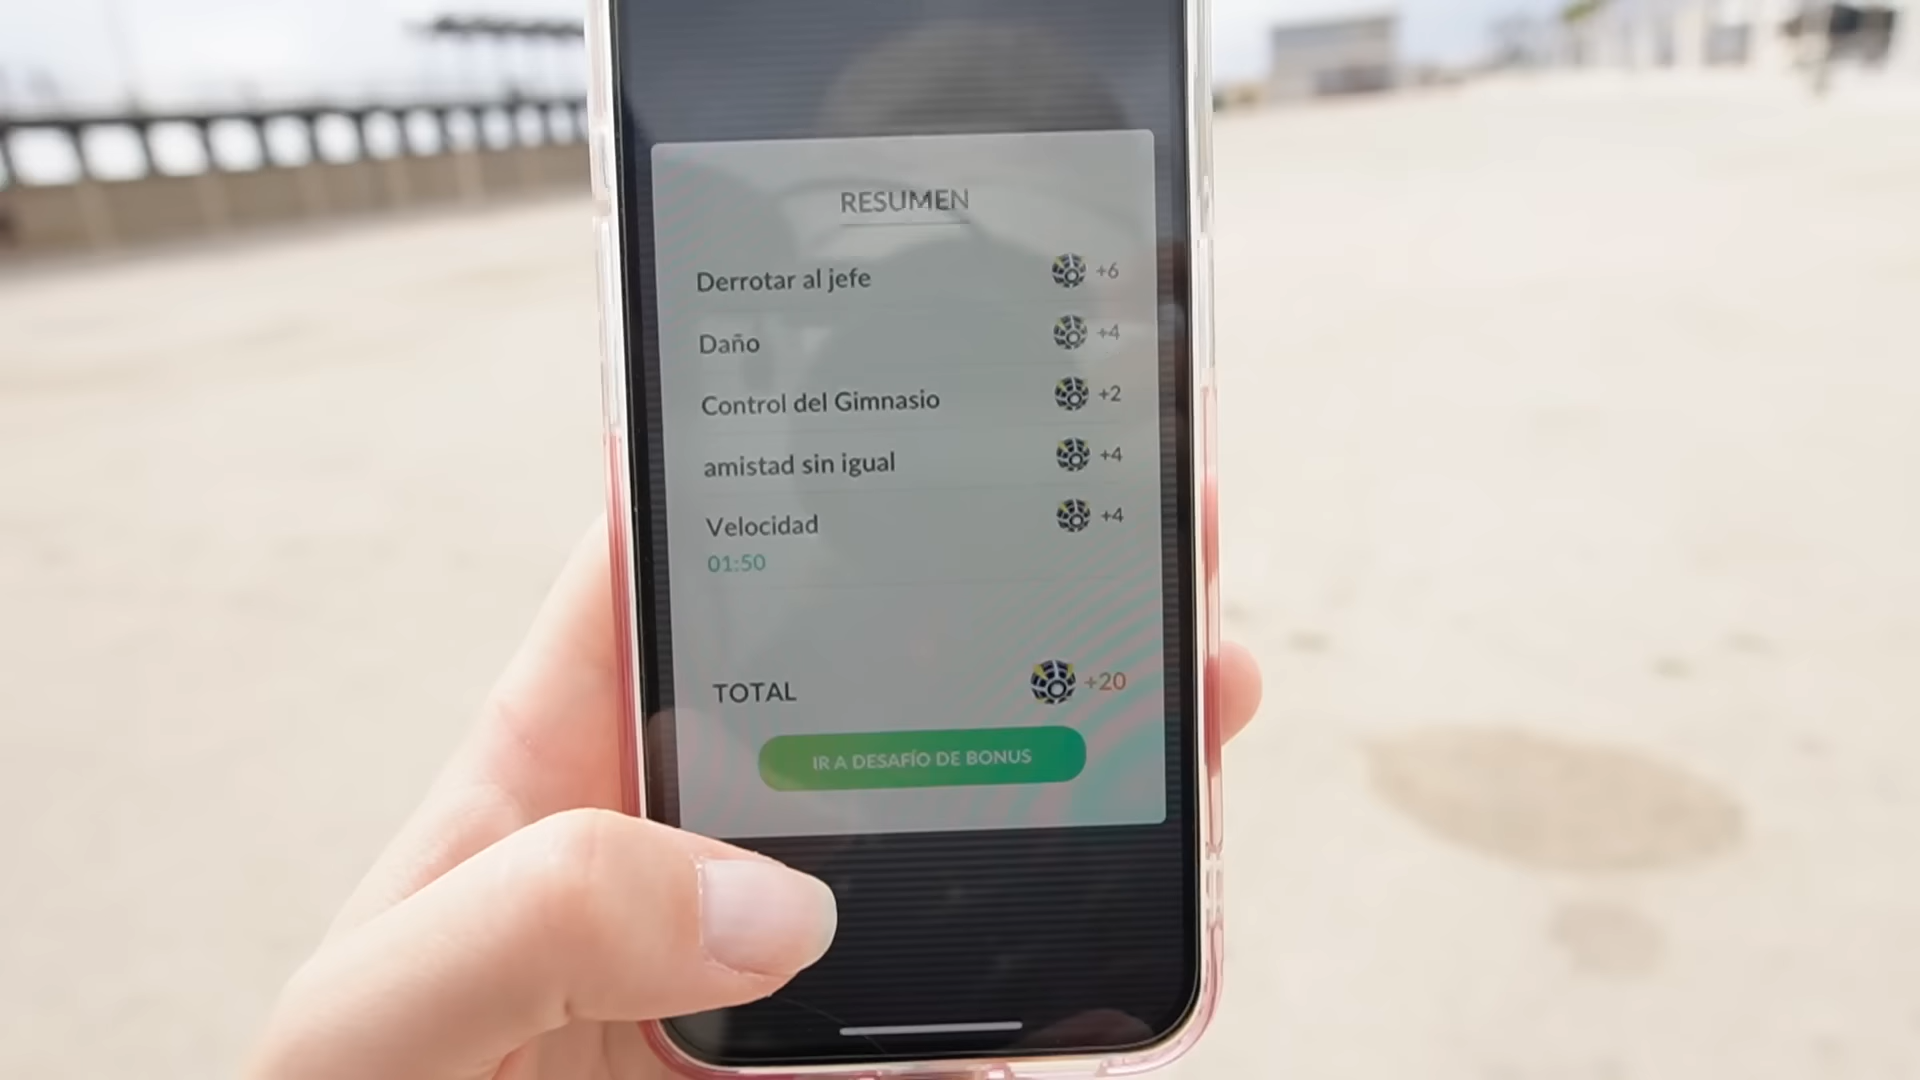 RESUMEN
Derrotar al jefe +6
Daño +4
Control del Gimnasio +2
amistad sin igual +4
Velocidad +4
01:50
TOTAL +20
IR A DESAFÍO DE BONUS